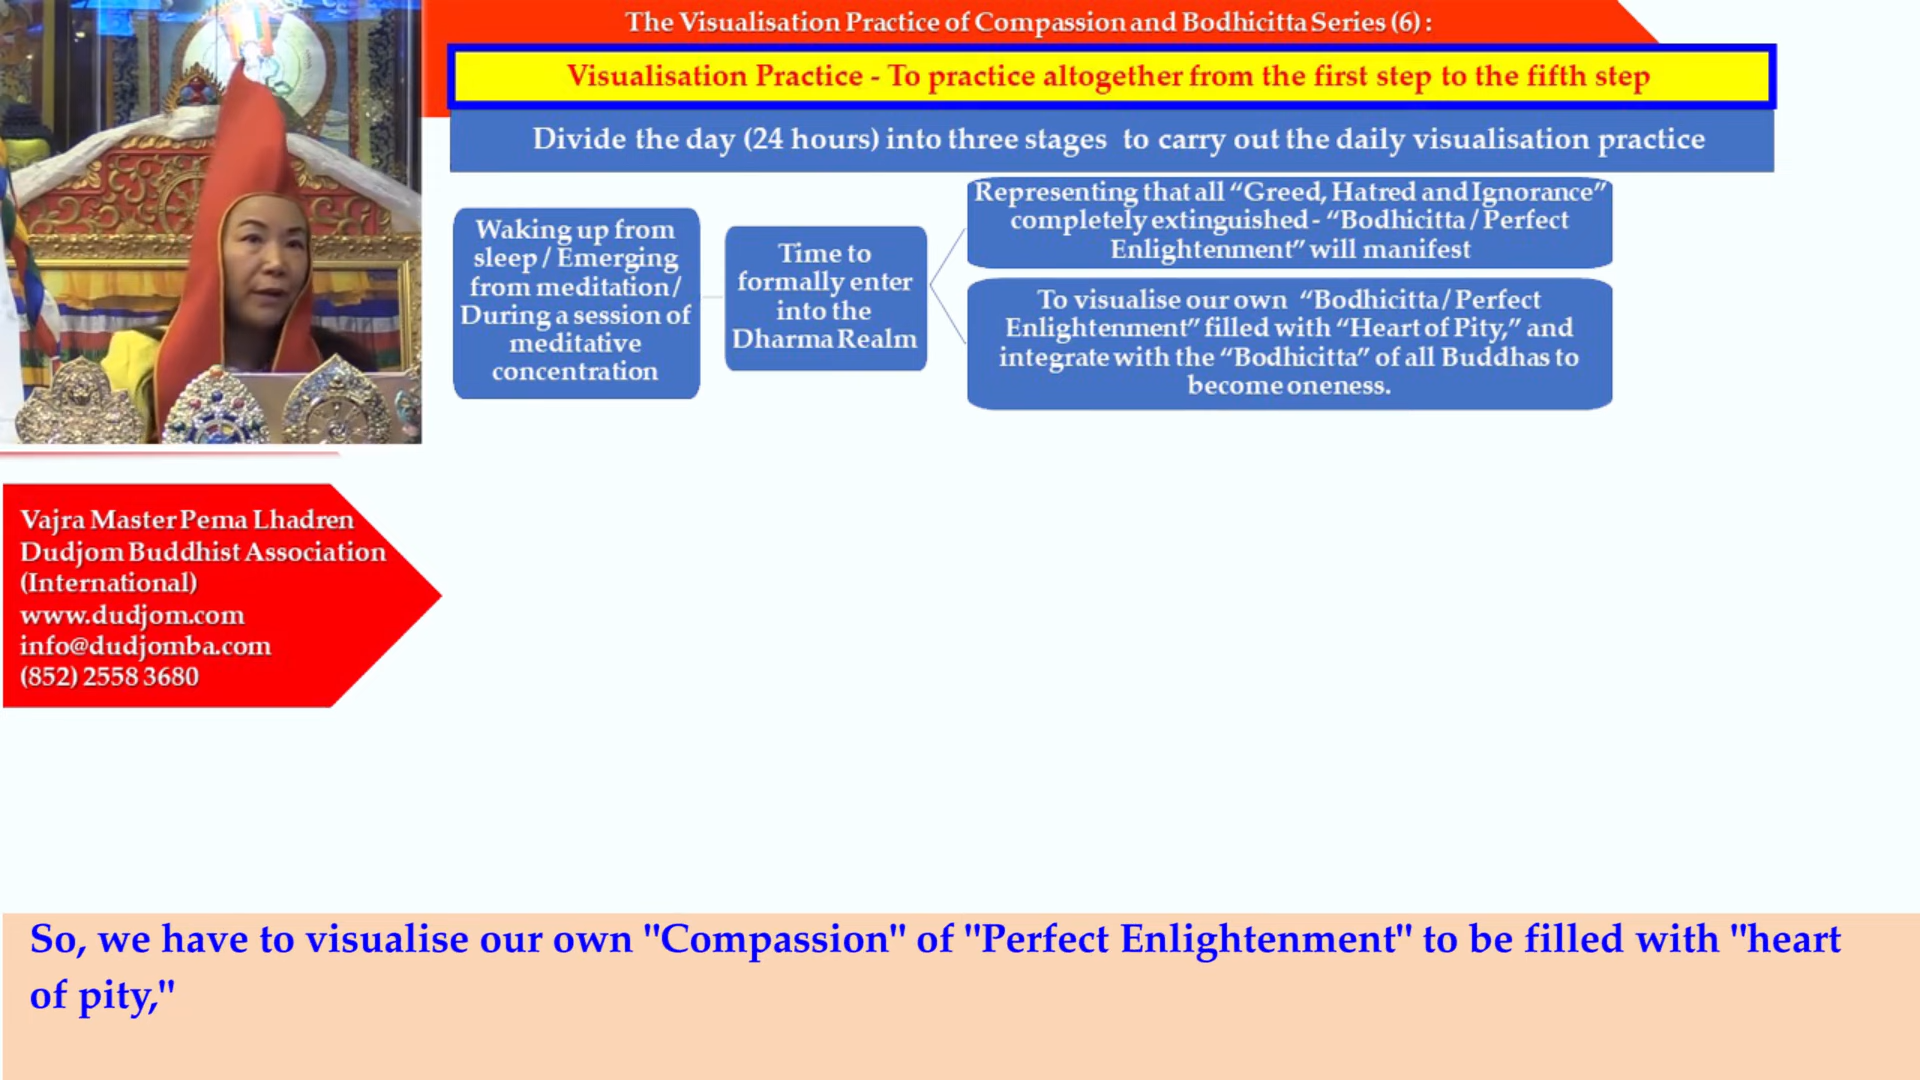 The Visualisation Practice of Compassion and Bodhicitta Series (6) :
Visualisation Practice - To practice altogether from the first step to the fifth step
Divide the day (24 hours) into three stages to carry out the daily visualisation practice
Waking up from
sleep / Emerging
from meditation /
During a session of
meditative
concentration
Time to
formally enter
into the
Dharma Realm
Representing that all “Greed, Hatred and Ignorance”
completely extinguished - “Bodhicitta / Perfect
Enlightenment” will manifest
To visualise our own “Bodhicitta / Perfect
Enlightenment” filled with “Heart of Pity,” and
integrate with the “Bodhicitta” of all Buddhas to
become oneness.
Vajra Master Pema Lhadren
Dudjom Buddhist Association
(International)
www.dudjom.com
info@dudjomba.com
(852) 2558 3680
So, we have to visualise our own "Compassion" of "Perfect Enlightenment" to be filled with "heart
of pity,"